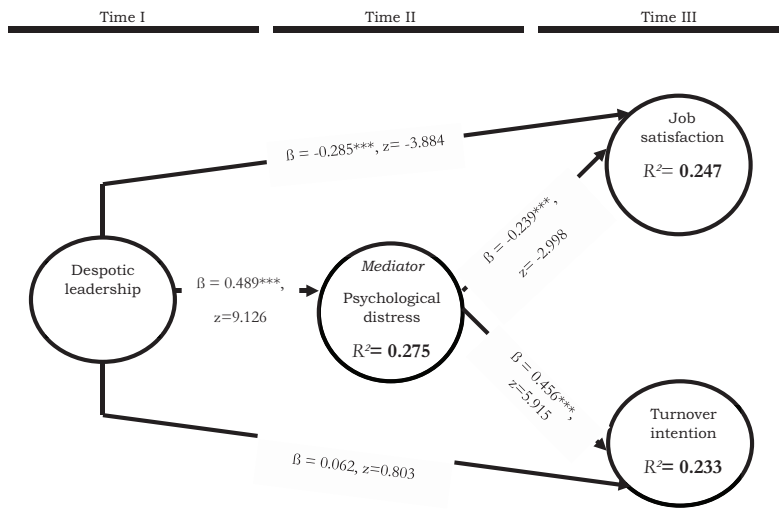 Time I
Time II
Time III
Job
satisfaction
R²= 0.247
ß = -0.285***, z= -3.884
ß = -0.239***,
z= -2.998
Despotic
leadership
ß = 0.489***,
z=9.126
Mediator
Psychological
distress
R²= 0.275
ß = 0.456***,
z=5.915
Turnover
intention
R²= 0.233
ß = 0.062, z=0.803